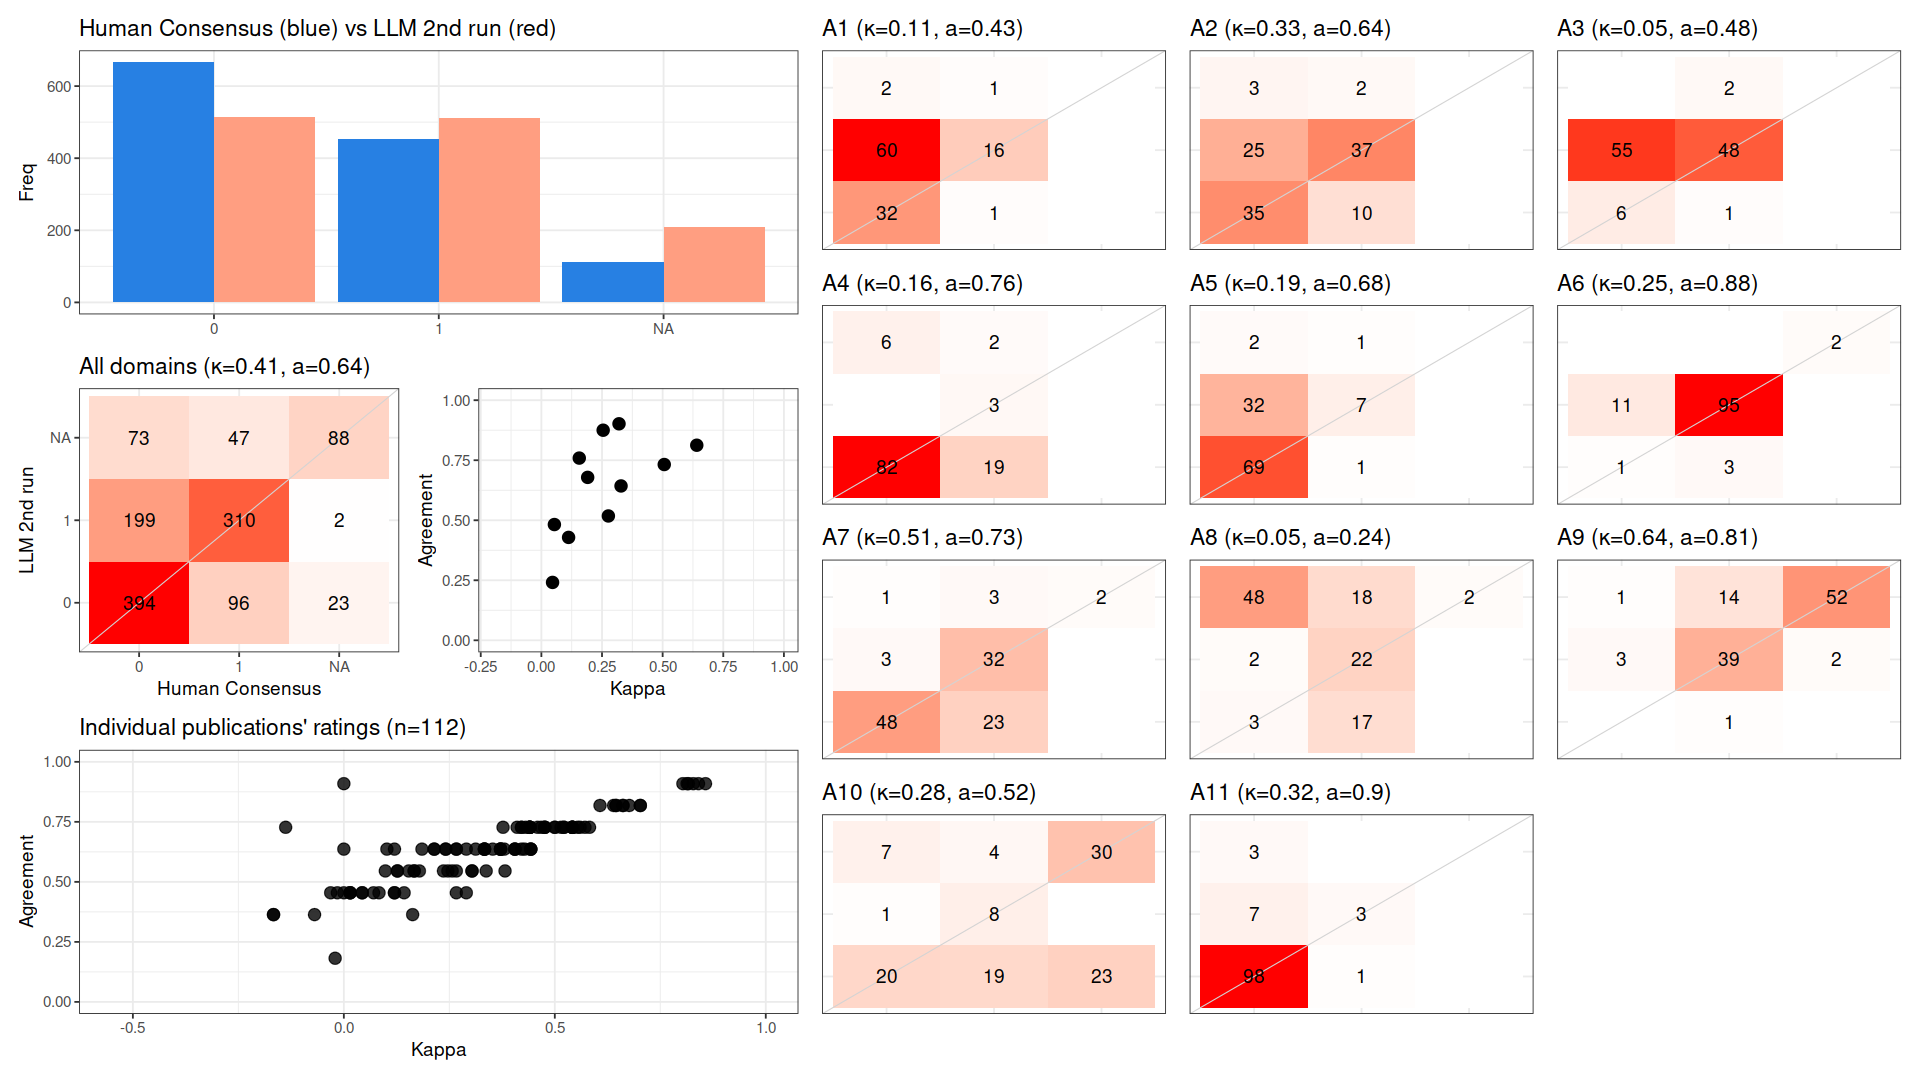 Human Consensus (blue) vs LLM 2nd run (red)
Freq
600
400
200
0
0 1 NA
All domains (κ=0.41, a=0.64)
LLM 2nd run
NA 73 47 88
1 199 310 2
0 394 96 23
0 1 NA
Human Consensus
Agreement
1.00
0.75
0.50
0.25
0.00
-0.25 0.00 0.25 0.50 0.75 1.00
Kappa
Individual publications' ratings (n=112)
Agreement
1.00
0.75
0.50
0.25
0.00
-0.5 0.0 0.5 1.0
Kappa
A1 (κ=0.11, a=0.43)
2 1
60 16
32 1
A2 (κ=0.33, a=0.64)
3 2
25 37
35 10
A3 (κ=0.05, a=0.48)
2
55 48
6 1
A4 (κ=0.16, a=0.76)
6 2
3
82 19
A5 (κ=0.19, a=0.68)
2 1
32 7
69 1
A6 (κ=0.25, a=0.88)
2
11 95
1 3
A7 (κ=0.51, a=0.73)
1 3 2
3 32
48 23
A8 (κ=0.05, a=0.24)
48 18 2
2 22
3 17
A9 (κ=0.64, a=0.81)
1 14 52
3 39 2
1
A10 (κ=0.28, a=0.52)
7 4 30
1 8
20 19 23
A11 (κ=0.32, a=0.9)
3
7 3
98 1